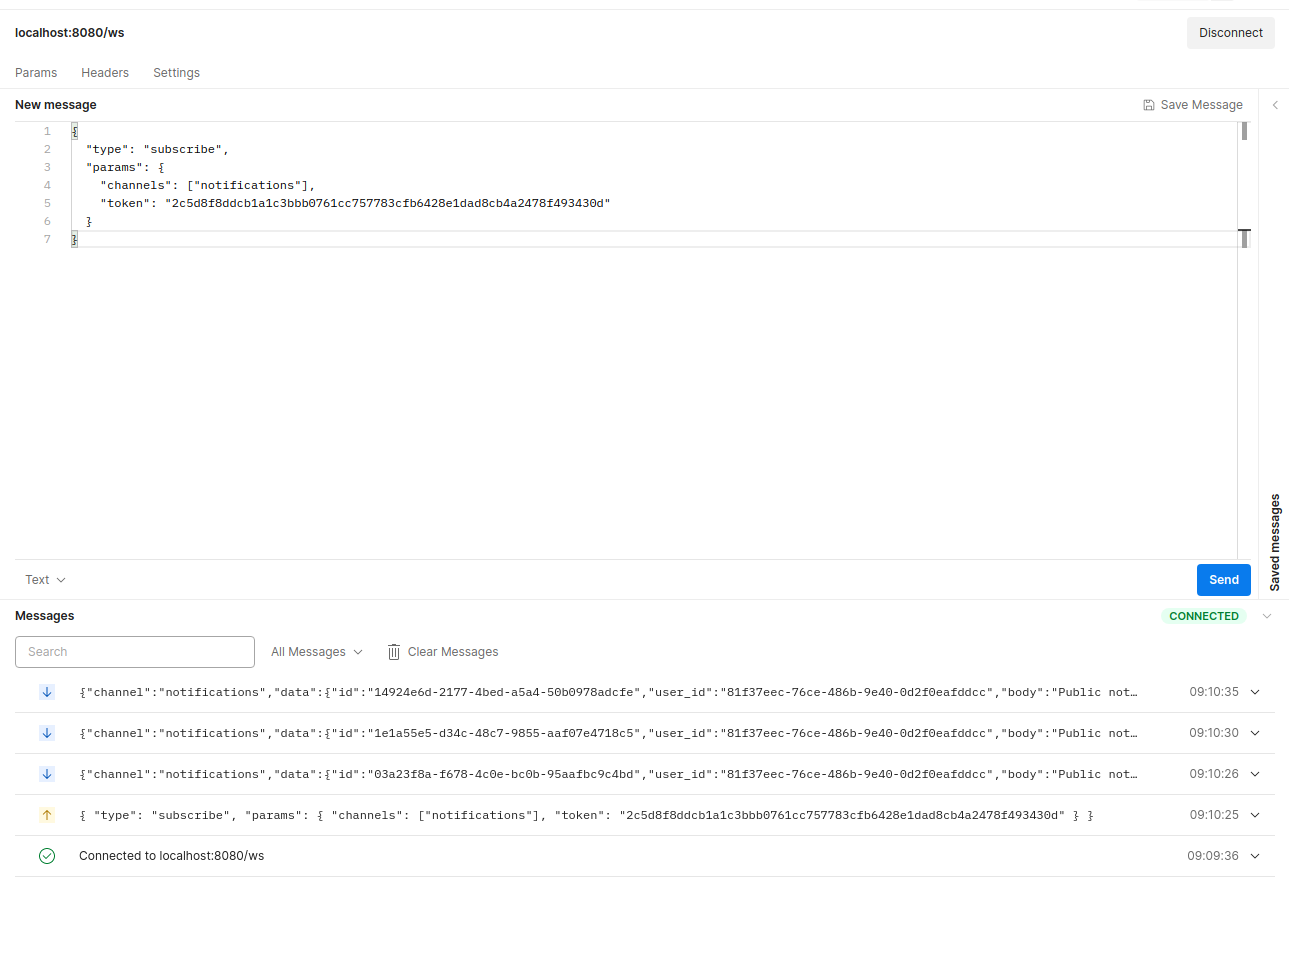 localhost:8080/ws
Disconnect
Params Headers Settings
New message
Save Message
1 {
2 "type": "subscribe",
3 "params": {
4 "channels": ["notifications"],
5 "token": "2c5d8f8ddcb1a1c3bbb0761cc757783cfb6428e1dad8cb4a2478f493430d"
6 }
7 }
Saved messages
Text
Send
Messages
CONNECTED
Search
All Messages
Clear Messages
{"channel":"notifications","data":{"id":"14924e6d-2177-4bed-a5a4-50b0978adcfe","user_id":"81f37eec-76ce-486b-9e40-0d2f0eafddcc","body":"Public not… 09:10:35
{"channel":"notifications","data":{"id":"1e1a55e5-d34c-48c7-9855-aaf07e4718c5","user_id":"81f37eec-76ce-486b-9e40-0d2f0eafddcc","body":"Public not… 09:10:30
{"channel":"notifications","data":{"id":"03a23f8a-f678-4c0e-bc0b-95aafbc9c4bd","user_id":"81f37eec-76ce-486b-9e40-0d2f0eafddcc","body":"Public not… 09:10:26
{ "type": "subscribe", "params": { "channels": ["notifications"], "token": "2c5d8f8ddcb1a1c3bbb0761cc757783cfb6428e1dad8cb4a2478f493430d" } } 09:10:25
Connected to localhost:8080/ws 09:09:36